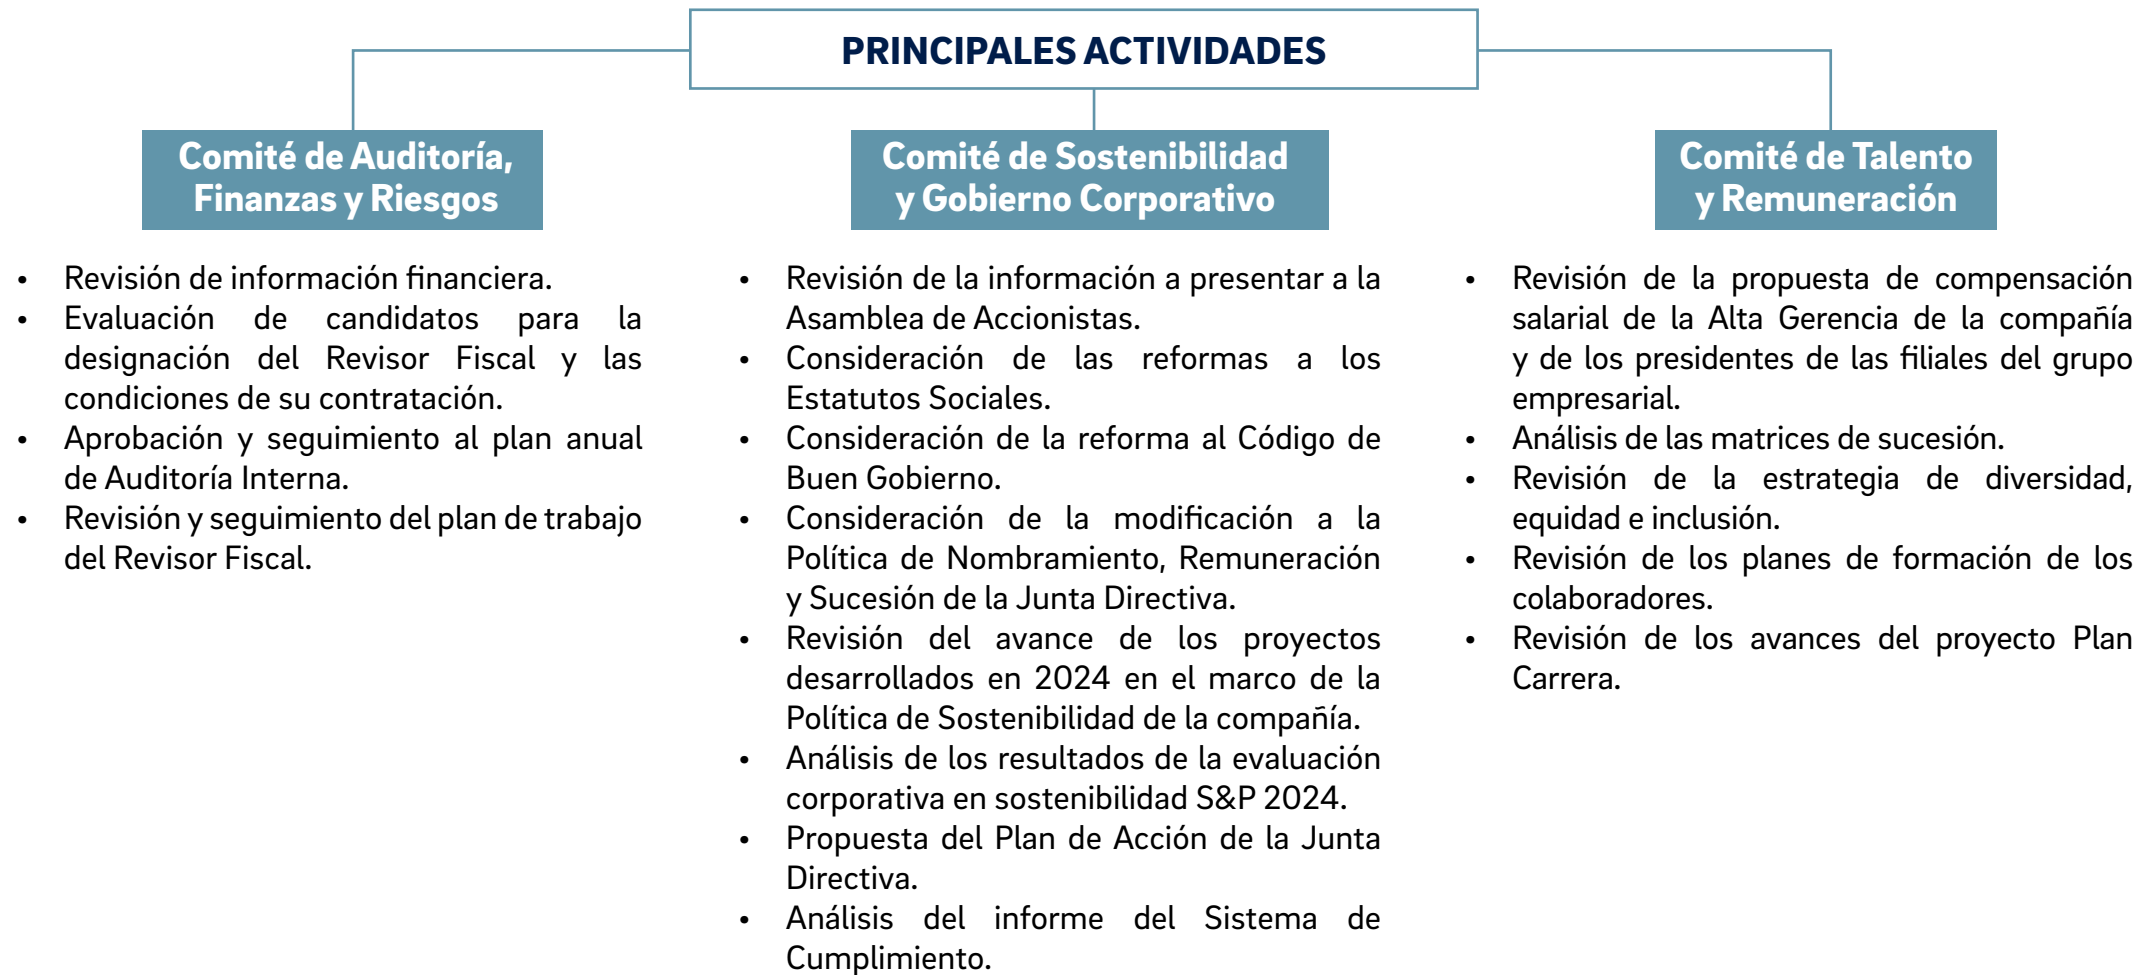 PRINCIPALES ACTIVIDADES
Comité de Auditoría,
Finanzas y Riesgos
• Revisión de información financiera.
• Evaluación de candidatos para la
designación del Revisor Fiscal y las
condiciones de su contratación.
• Aprobación y seguimiento al plan anual
de Auditoría Interna.
• Revisión y seguimiento del plan de trabajo
del Revisor Fiscal.
Comité de Sostenibilidad
y Gobierno Corporativo
• Revisión de la información a presentar a la
Asamblea de Accionistas.
• Consideración de las reformas a los
Estatutos Sociales.
• Consideración de la reforma al Código de
Buen Gobierno.
• Consideración de la modificación a la
Política de Nombramiento, Remuneración
y Sucesión de la Junta Directiva.
• Revisión del avance de los proyectos
desarrollados en 2024 en el marco de la
Política de Sostenibilidad de la compañía.
• Análisis de los resultados de la evaluación
corporativa en sostenibilidad S&P 2024.
• Propuesta del Plan de Acción de la Junta
Directiva.
• Análisis del informe del Sistema de
Cumplimiento.
Comité de Talento
y Remuneración
• Revisión de la propuesta de compensación
salarial de la Alta Gerencia de la compañía
y de los presidentes de las filiales del grupo
empresarial.
• Análisis de las matrices de sucesión.
• Revisión de la estrategia de diversidad,
equidad e inclusión.
• Revisión de los planes de formación de los
colaboradores.
• Revisión de los avances del proyecto Plan
Carrera.